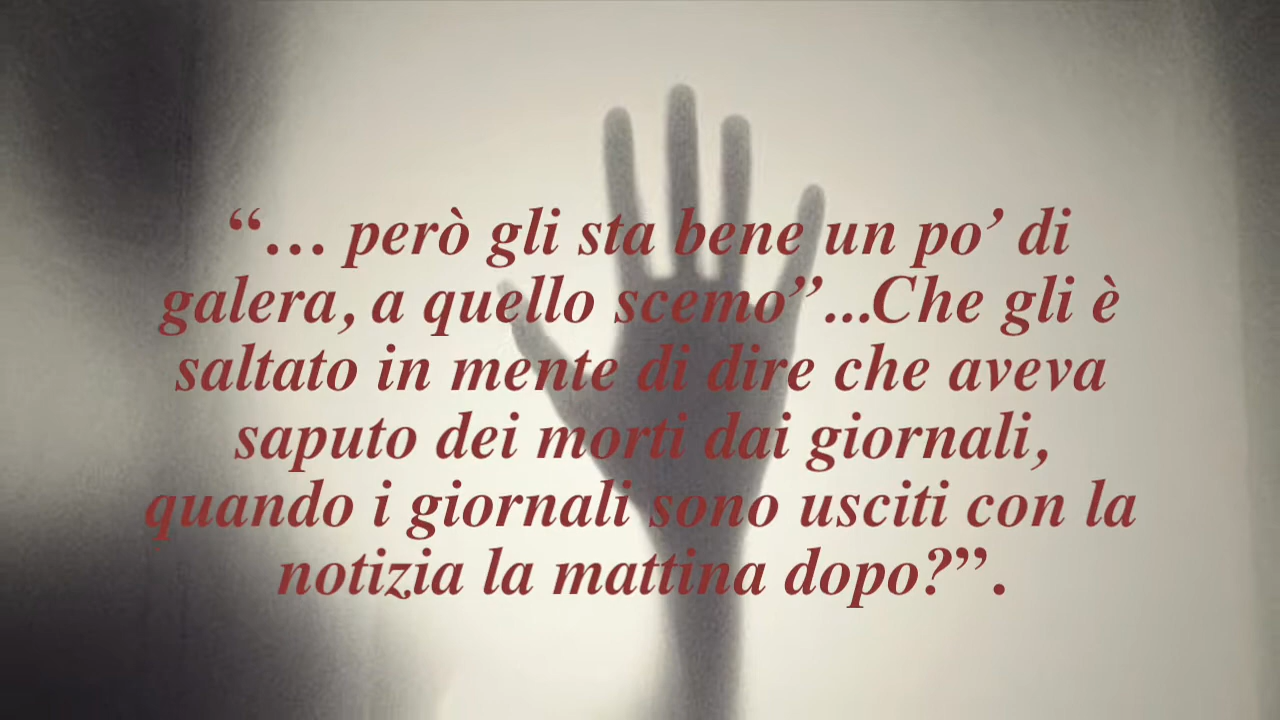 “… però gli sta bene un po’ di
galera, a quello scemo”...Che gli è
saltato in mente di dire che aveva
saputo dei morti dai giornali,
quando i giornali sono usciti con la
notizia la mattina dopo?”.